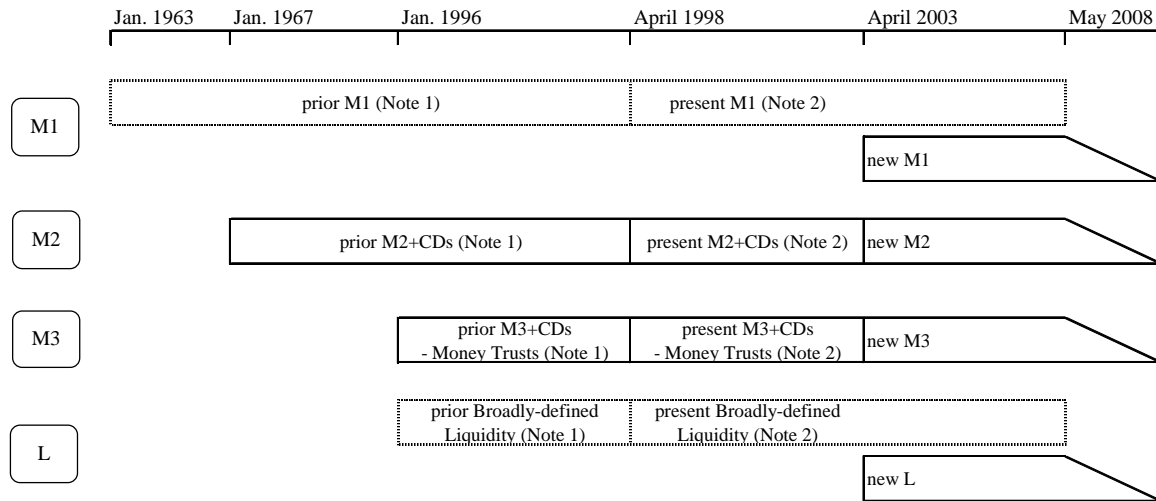 Jan. 1963 Jan. 1967 Jan. 1996 April 1998 April 2003 May 2008
M1
prior M1 (Note 1) present M1 (Note 2)
new M1
M2
prior M2+CDs (Note 1) present M2+CDs (Note 2) new M2
M3
prior M3+CDs
- Money Trusts (Note 1)
present M3+CDs
- Money Trusts (Note 2)
new M3
L
prior Broadly-defined
Liquidity (Note 1)
present Broadly-defined
Liquidity (Note 2)
new L